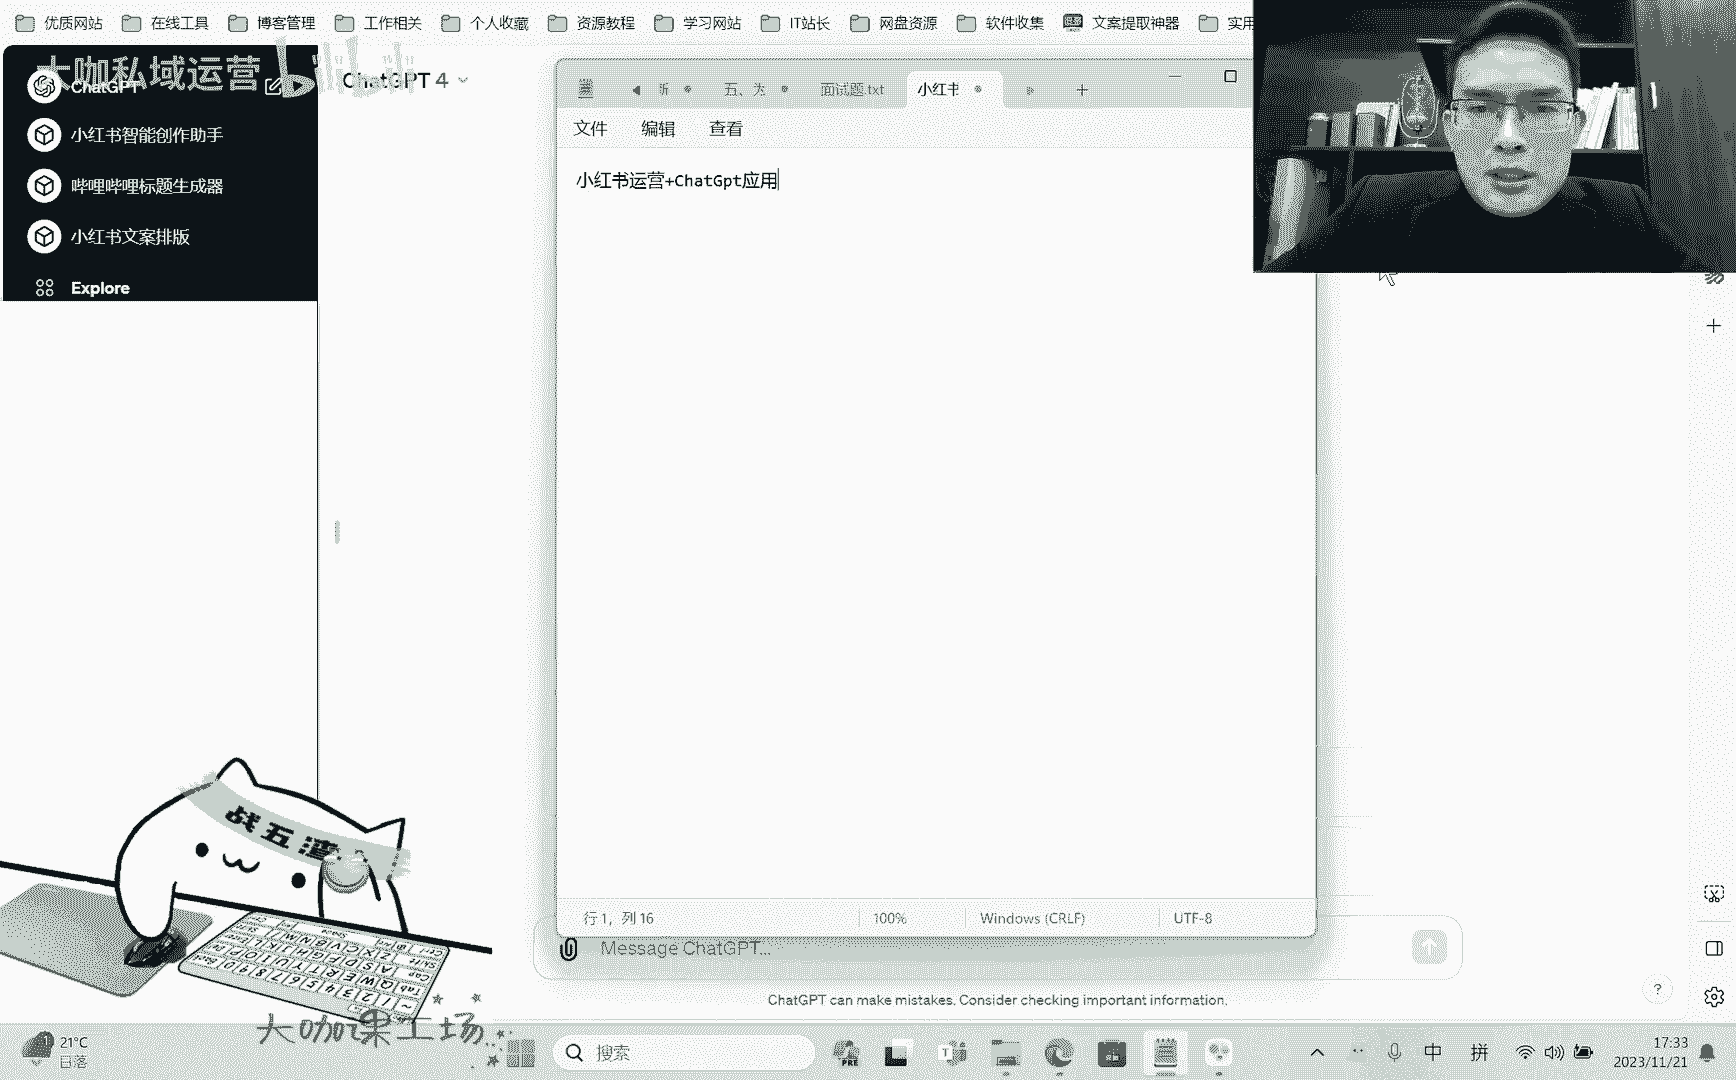 优质网站 在线工具 博客管理 工作相关 个人收藏 资源教程 学习网站 IT站长 网盘资源 软件收集 文案提取神器 实用
大咖私域运营 bilibili
ChatGPT
ChatGPT 4
小红书智能创作助手
哔哩哔哩标题生成器
小红书文案排版
Explore
五、为 面试题.txt 小红书
文件 编辑 查看
小红书运营+ChatGpt应用
行 1，列 16 100% Windows (CRLF) UTF-8
Message ChatGPT...
ChatGPT can make mistakes. Consider checking important information.
?
战五渣
大咖课工场
21°C
日落
搜索
PRE
中 拼
17:33
2023/11/21